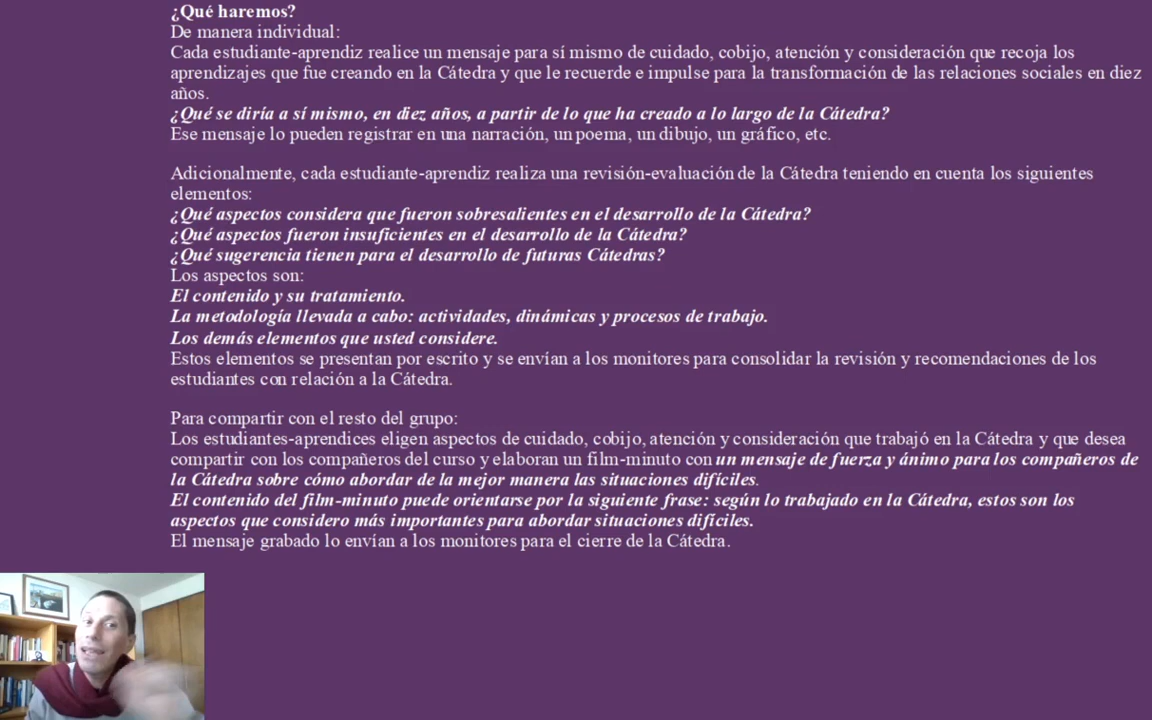 ¿Qué haremos?
De manera individual:
Cada estudiante-aprendiz realice un mensaje para sí mismo de cuidado, cobijo, atención y consideración que recoja los
aprendizajes que fue creando en la Cátedra y que le recuerde e impulse para la transformación de las relaciones sociales en diez
años.
¿Qué se diría a sí mismo, en diez años, a partir de lo que ha creado a lo largo de la Cátedra?
Ese mensaje lo pueden registrar en una narración, un poema, un dibujo, un gráfico, etc.
Adicionalmente, cada estudiante-aprendiz realiza una revisión-evaluación de la Cátedra teniendo en cuenta los siguientes
elementos:
¿Qué aspectos considera que fueron sobresalientes en el desarrollo de la Cátedra?
¿Qué aspectos fueron insuficientes en el desarrollo de la Cátedra?
¿Qué sugerencia tienen para el desarrollo de futuras Cátedras?
Los aspectos son:
El contenido y su tratamiento.
La metodología llevada a cabo: actividades, dinámicas y procesos de trabajo.
Los demás elementos que usted considere.
Estos elementos se presentan por escrito y se envían a los monitores para consolidar la revisión y recomendaciones de los
estudiantes con relación a la Cátedra.
Para compartir con el resto del grupo:
Los estudiantes-aprendices eligen aspectos de cuidado, cobijo, atención y consideración que trabajó en la Cátedra y que desea
compartir con los compañeros del curso y elaboran un film-minuto con un mensaje de fuerza y ánimo para los compañeros de
la Cátedra sobre cómo abordar de la mejor manera las situaciones difíciles.
El contenido del film-minuto puede orientarse por la siguiente frase: según lo trabajado en la Cátedra, estos son los
aspectos que considero más importantes para abordar situaciones difíciles.
El mensaje grabado lo envían a los monitores para el cierre de la Cátedra.